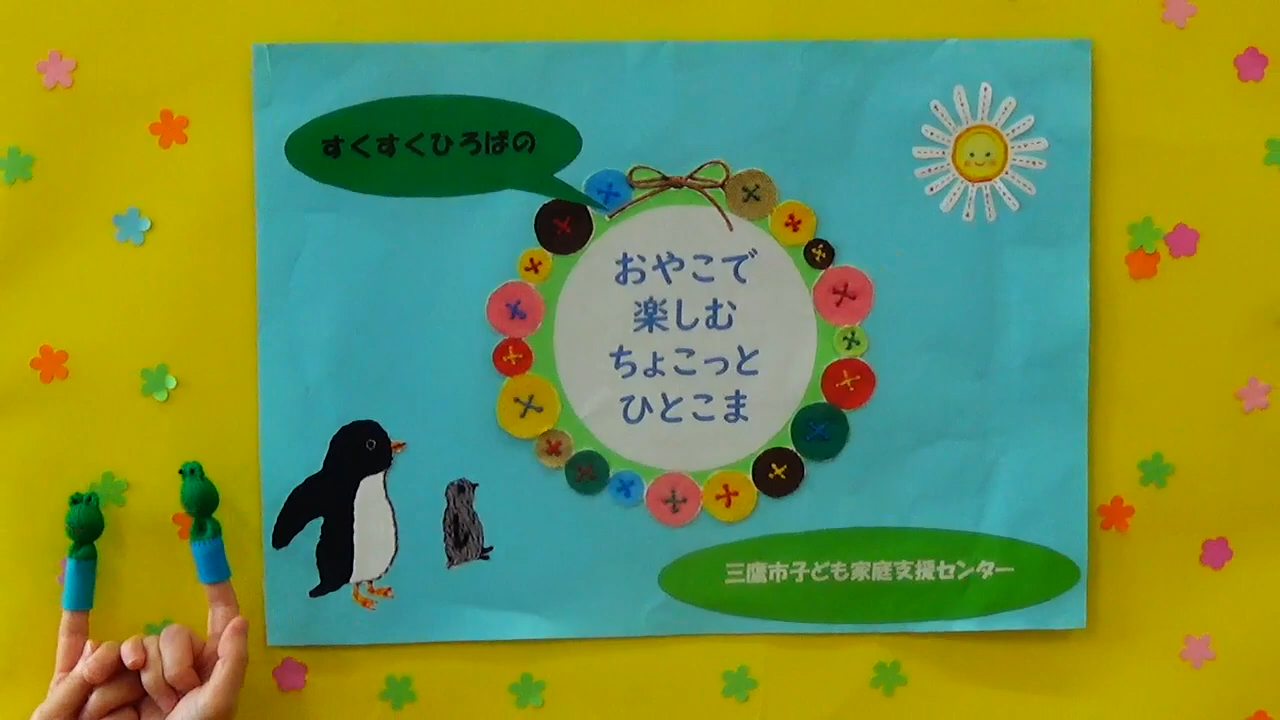 すくすくひろばの
おやこで
楽しむ
ちょこっと
ひとこま
三鷹市子ども家庭支援センター